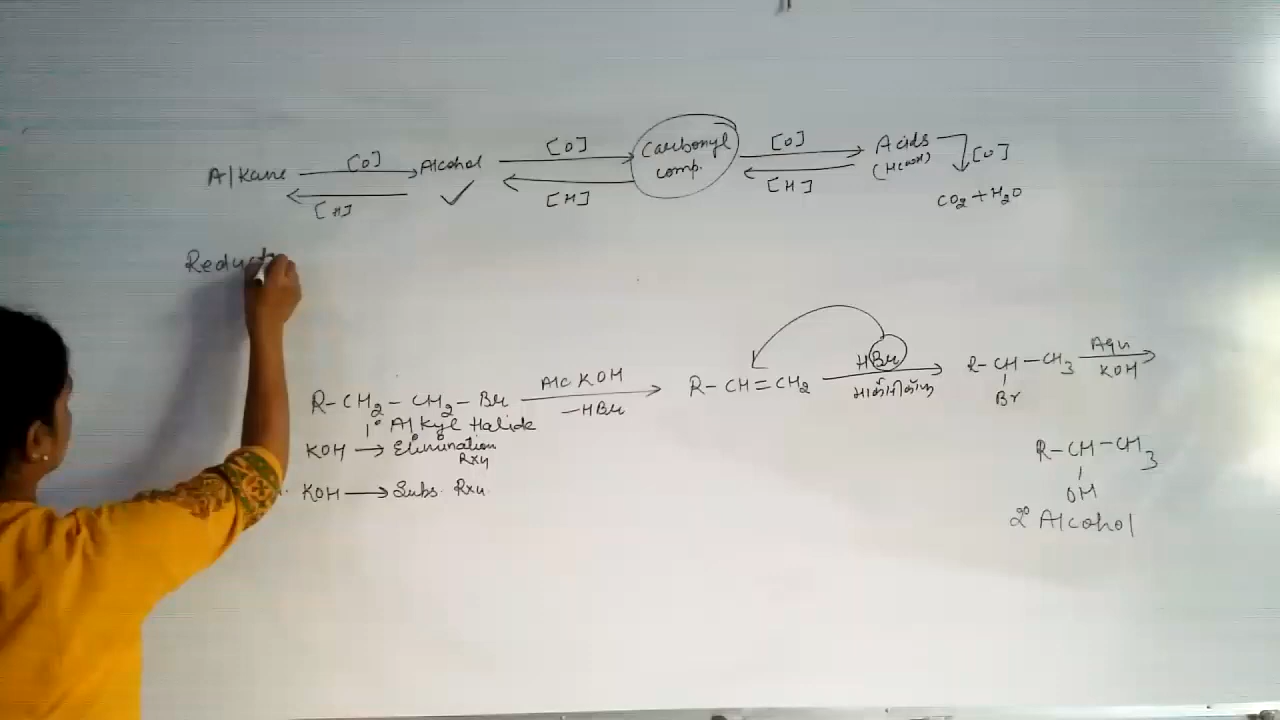 Alkane [O] Alcohol [O] Carbonyl comp. [O] Acids [O]
[H] ✓ [H] [H] (HCOOH) CO2 + H2O
Reduct
R-CH2-CH2-Br Alc KOH R-CH=CH2 HBr R-CH-CH3 Aqu KOH
1° Alkyl Halide -HBr Br
KOH → Elimination Rxn
KOH → Subs. Rxn.
R-CH-CH3
OH
2° Alcohol